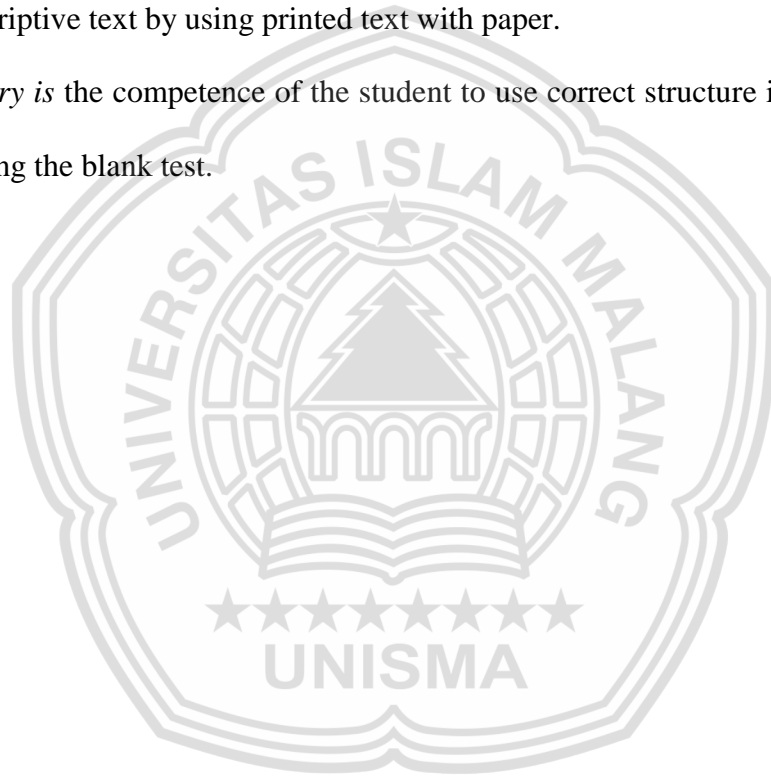 riptive text by using printed text with paper.
ry is the competence of the student to use correct structure i
ng the blank test.
UNIVERSITAS ISLAM MALANG
UNISMA